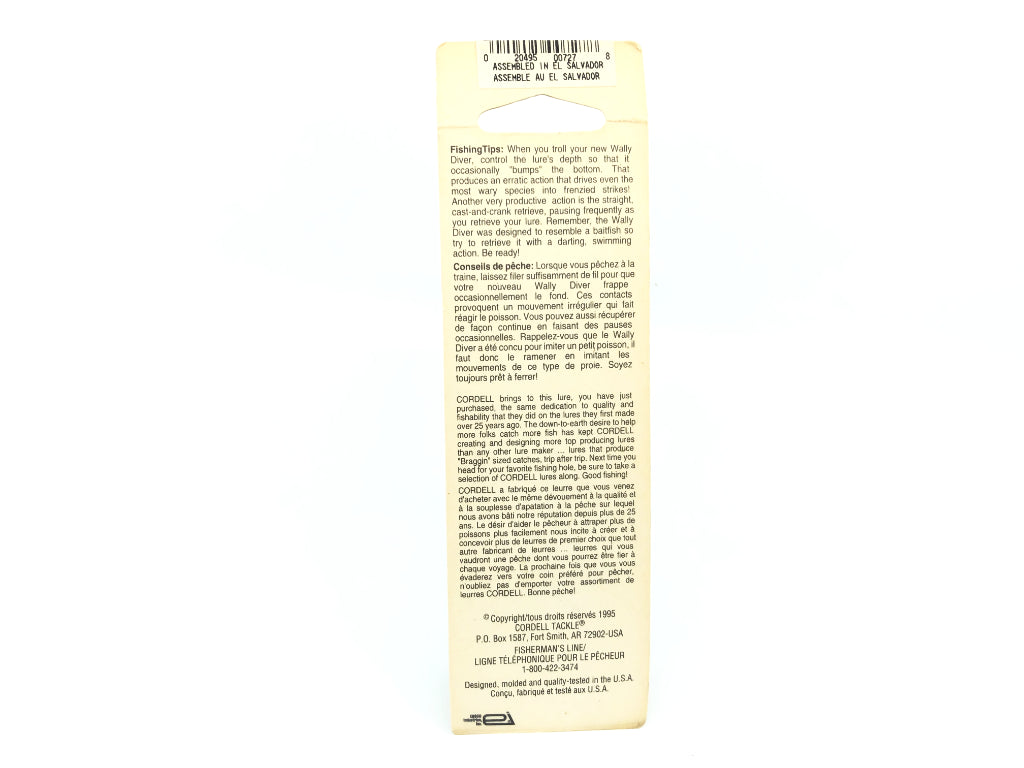 0 20495 00727 8
ASSEMBLED IN EL SALVADOR
ASSEMBLE AU EL SALVADOR
FishingTips: When you troll your new Wally
Diver, control the lure's depth so that it
occasionally "bumps" the bottom. That
produces an erratic action that drives even the
most wary species into frenzied strikes!
Another very productive action is the straight,
cast-and-crank retrieve, pausing frequently as
you retrieve your lure. Remember, the Wally
Diver was designed to resemble a baitfish so
try to retrieve it with a darting, swimming
action. Be ready!
Conseils de pêche: Lorsque vous pêchez à la
traine, laissez filer suffisamment de fil pour que
votre nouveau Wally Diver frappe
occasionnellement le fond. Ces contacts
provoquent un mouvement irrégulier qui fait
réagir le poisson. Vous pouvez aussi récupérer
de façon continue en faisant des pauses
occasionnelles. Rappelez-vous que le Wally
Diver a été concu pour imiter un petit poisson, il
faut donc le ramener en imitant les
mouvements de ce type de proie. Soyez
toujours prêt à ferrer!
CORDELL brings to this lure, you have just
purchased, the same dedication to quality and
fishability that they did on the lures they first made
over 25 years ago. The down-to-earth desire to help
more folks catch more fish has kept CORDELL
creating and designing more top producing lures
than any other lure maker ... lures that produce
"Braggin" sized catches, trip after trip. Next time you
head for your favorite fishing hole, be sure to take a
selection of CORDELL lures along. Good fishing!
CORDELL a fabriqué ce leurre que vous venez
d'acheter avec le même dévouement à la qualité et
à la souplesse d'apatation à la pêche sur lequel
nous avons bâti notre réputation depuis plus de 25
ans. Le désir d'aider le pêcheur à attraper plus de
poissons plus facilement nous incite à créer et à
concevoir plus de leurres de premier choix que tout
autre fabricant de leurres ... leurres qui vous
vaudront une pêche dont vous pourrez être fier à
chaque voyage. La prochaine fois que vous vous
évaderez vers votre coin préféré pour pêcher,
n'oubliez pas d'emporter votre assortiment de
leurres CORDELL. Bonne pêche!
© Copyright/tous droits réservés 1995
CORDELL TACKLE®
P.O. Box 1587, Fort Smith, AR 72902-USA
FISHERMAN'S LINE/
LIGNE TÉLÉPHONIQUE POUR LE PÊCHEUR
1-800-422-3474
Designed, molded and quality-tested in the U.S.A.
Conçu, fabriqué et testé aux U.S.A.